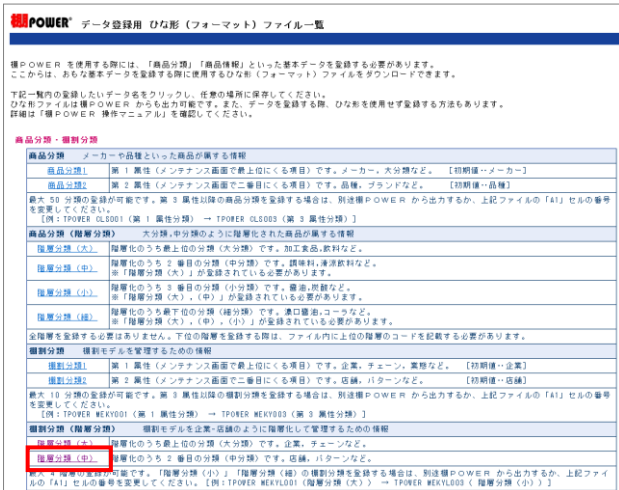 棚POWER® データ登録用 ひな形（フォーマット）ファイル一覧
棚ＰＯＷＥＲ を使用する際には、「商品分類」「商品情報」といった基本データを登録する必要があります。
ここからは、おもな基本データを登録する際に使用するひな形（フォーマット）ファイルをダウンロードできます。
下記一覧内の登録したいデータ名をクリックし、任意の場所に保存してください。
ひな形ファイルは棚ＰＯＷＥＲ からも出力可能です。また、データを登録する際、ひな形を使用せず登録する方法もあります。
詳細は「棚ＰＯＷＥＲ 操作マニュアル」を確認してください。
商品分類・棚割分類
商品分類 メーカーや品種といった商品が属する情報
商品分類1 第 1 属性（メンテナンス画面で最上位にくる項目）です。メーカー、大分類など。 ［初期値‥メーカー］
商品分類2 第 2 属性（メンテナンス画面で二番目にくる項目）です。品種，ブランドなど。 ［初期値‥品種］
最大 50 分類の登録が可能です。第 3 属性以降の商品分類を登録する場合は、別途棚ＰＯＷＥＲ から出力するか、上記ファイルの「A1」セルの番号
を変更してください。
［例：TPOWER CLS001（第 1 属性分類） → TPOWER CLS003（第 3 属性分類）］
商品分類（階層分類） 大分類，中分類のように階層化された商品が属する情報
階層分類（大） 階層化のうち最上位の分類（大分類）です。加工食品，飲料など。
階層分類（中） 階層化のうち 2 番目の分類（中分類）です。調味料，清涼飲料など。
※「階層分類（大）」が登録されている必要があります。
階層分類（小） 階層化のうち 3 番目の分類（小分類）です。醤油，炭酸など。
※「階層分類（大），（中）」が登録されている必要があります。
階層分類（細） 階層化のうち最下位の分類（細分類）です。濃口醤油，コーラなど。
※「階層分類（大），（中），（小）」が登録されている必要があります。
全階層を登録する必要はありません。下位の階層を登録する際は、ファイル内に上位の階層のコードを記載する必要があります。
棚割分類 棚割モデルを管理するための情報
棚割分類1 第 1 属性（メンテナンス画面で最上位にくる項目）です。企業，チェーン，業態など。 ［初期値‥企業］
棚割分類2 第 2 属性（メンテナンス画面で二番目にくる項目）です。店舗，パターンなど。 ［初期値‥店舗］
最大 10 分類の登録が可能です。第 3 属性以降の棚割分類を登録する場合は、別途棚ＰＯＷＥＲ から出力するか、上記ファイルの「A1」セルの番号
を変更してください。
［例：TPOWER MEKY001（第 1 属性分類） → TPOWER MEKY003（第 3 属性分類）］
棚割分類（階層分類） 棚割モデルを企業-店舗のように階層化して管理するための情報
階層分類（大） 階層化のうち最上位の分類（大分類）です。企業，チェーンなど。
階層分類（中） 階層化のうち 2 番目の分類（中分類）です。店舗，パターンなど。
最大 4 階層の登録が可能です。「階層分類（小）」「階層分類（細）の棚割分類を登録する場合は、別途棚ＰＯＷＥＲ から出力するか、上記ファイ
ルの「A1」セルの番号を変更してください。［例：TPOWER MEKYL001（階層分類（大）） → TPOWER MEKYL003（ 階層分類（小））］